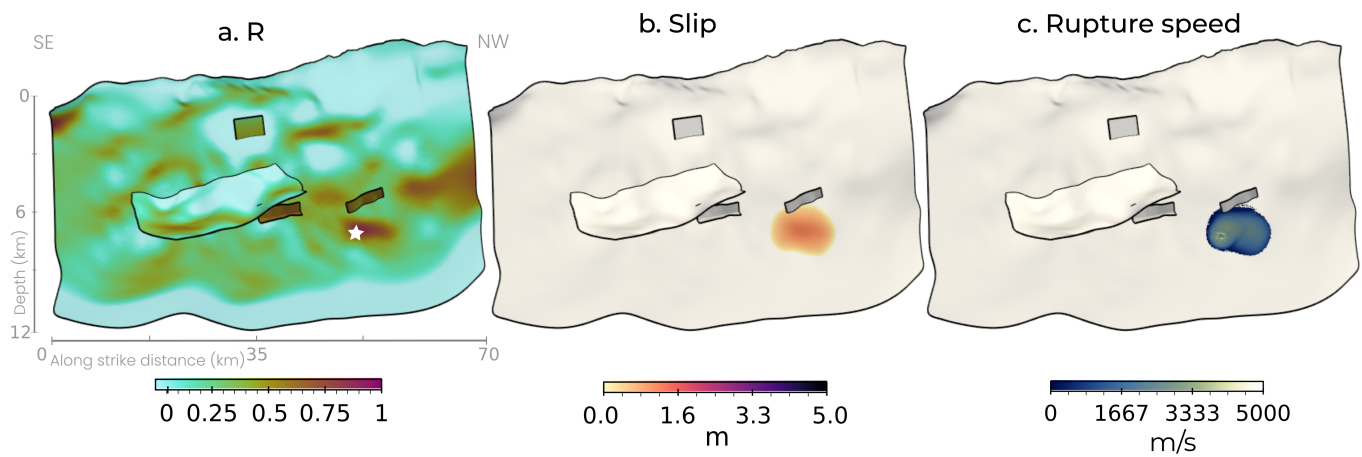 a. R
b. Slip
c. Rupture speed
SE
NW
0
6
12
Depth (km)
0 Along strike distance (km) 35 70
0 0.25 0.5 0.75 1
0.0 1.6 3.3 5.0
m
0 1667 3333 5000
m/s